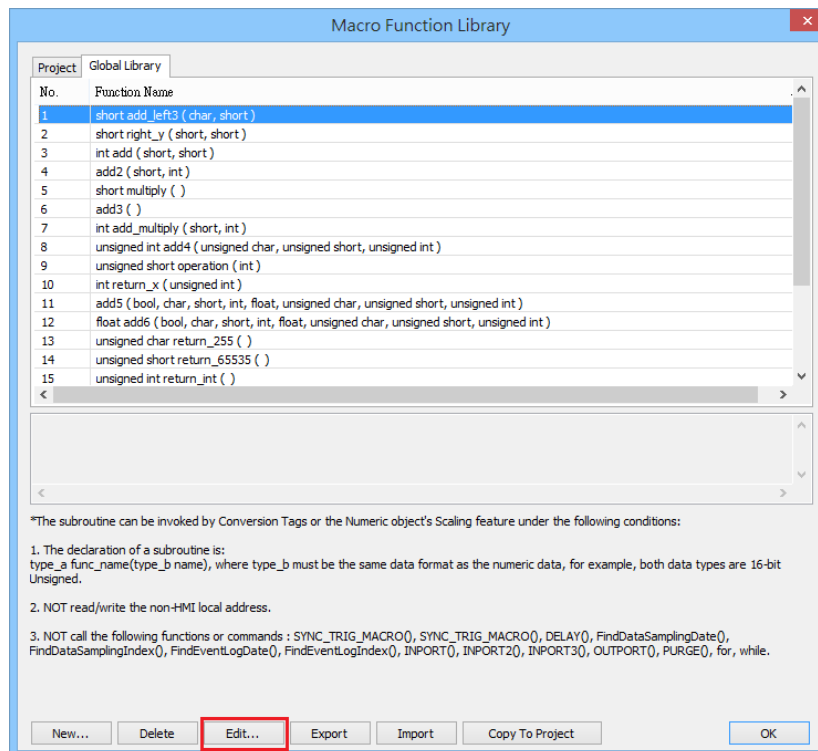 Macro Function Library
Project Global Library
No. Function Name
1 short add_left3 ( char, short )
2 short right_y ( short, short )
3 int add ( short, short )
4 add2 ( short, int )
5 short multiply ( )
6 add3 ( )
7 int add_multiply ( short, int )
8 unsigned int add4 ( unsigned char, unsigned short, unsigned int )
9 unsigned short operation ( int )
10 int return_x ( unsigned int )
11 add5 ( bool, char, short, int, float, unsigned char, unsigned short, unsigned int )
12 float add6 ( bool, char, short, int, float, unsigned char, unsigned short, unsigned int )
13 unsigned char return_255 ( )
14 unsigned short return_65535 ( )
15 unsigned int return_int ( )
*The subroutine can be invoked by Conversion Tags or the Numeric object's Scaling feature under the following conditions:
1. The declaration of a subroutine is:
type_a func_name(type_b name), where type_b must be the same data format as the numeric data, for example, both data types are 16-bit
Unsigned.
2. NOT read/write the non-HMI local address.
3. NOT call the following functions or commands : SYNC_TRIG_MACRO(), SYNC_TRIG_MACRO(), DELAY(), FindDataSamplingDate(),
FindDataSamplingIndex(), FindEventLogDate(), FindEventLogIndex(), INPORT(), INPORT2(), INPORT3(), OUTPORT(), PURGE(), for, while.
New... Delete Edit... Export Import Copy To Project OK